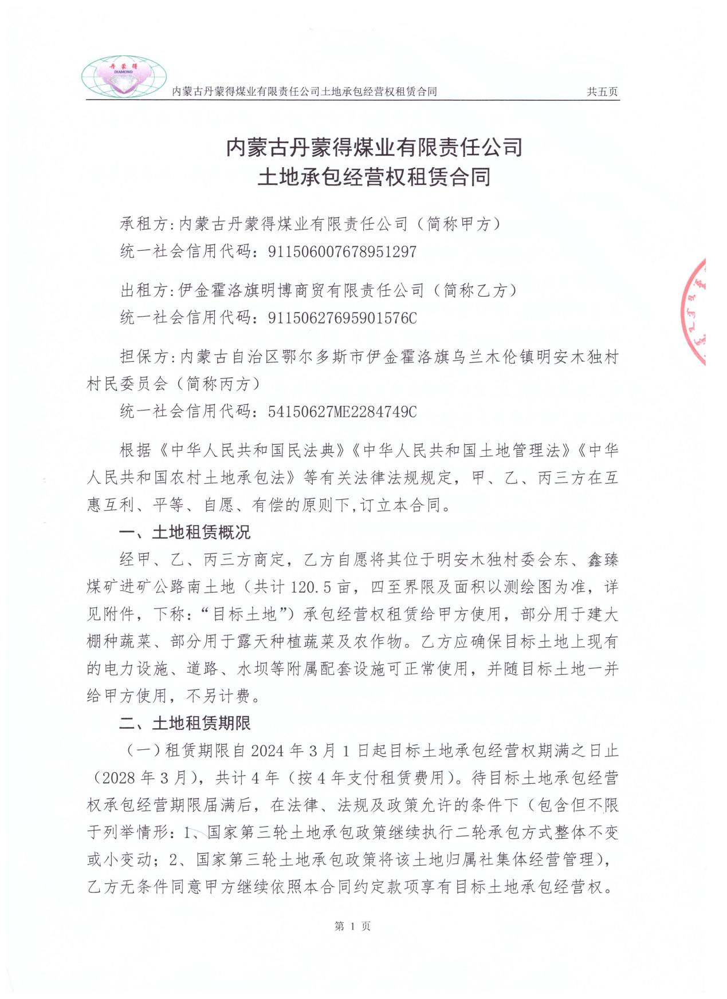 丹蒙得
DIAMOND
内蒙古丹蒙得煤业有限责任公司土地承包经营权租赁合同 共五页
内蒙古丹蒙得煤业有限责任公司
土地承包经营权租赁合同
承租方:内蒙古丹蒙得煤业有限责任公司（简称甲方）
统一社会信用代码：911506007678951297
出租方:伊金霍洛旗明博商贸有限责任公司（简称乙方）
统一社会信用代码：91150627695901576C
担保方:内蒙古自治区鄂尔多斯市伊金霍洛旗乌兰木伦镇明安木独村
村民委员会（简称丙方）
统一社会信用代码：54150627ME2284749C
根据《中华人民共和国民法典》《中华人民共和国土地管理法》《中华
人民共和国农村土地承包法》等有关法律法规规定，甲、乙、丙三方在互
惠互利、平等、自愿、有偿的原则下,订立本合同。
一、土地租赁概况
经甲、乙、丙三方商定，乙方自愿将其位于明安木独村委会东、鑫臻
煤矿进矿公路南土地（共计120.5亩，四至界限及面积以测绘图为准，详
见附件，下称：“目标土地”）承包经营权租赁给甲方使用，部分用于建大
棚种蔬菜、部分用于露天种植蔬菜及农作物。乙方应确保目标土地上现有
的电力设施、道路、水坝等附属配套设施可正常使用，并随目标土地一并
给甲方使用，不另计费。
二、土地租赁期限
（一）租赁期限自2024年3月1日起目标土地承包经营权期满之日止
（2028年3月），共计4年（按4年支付租赁费用）。待目标土地承包经营
权承包经营期限届满后，在法律、法规及政策允许的条件下（包含但不限
于列举情形：1、国家第三轮土地承包政策继续执行二轮承包方式整体不变
或小变动；2、国家第三轮土地承包政策将该土地归属社集体经营管理），
乙方无条件同意甲方继续依照本合同约定款项享有目标土地承包经营权。
第 1 页